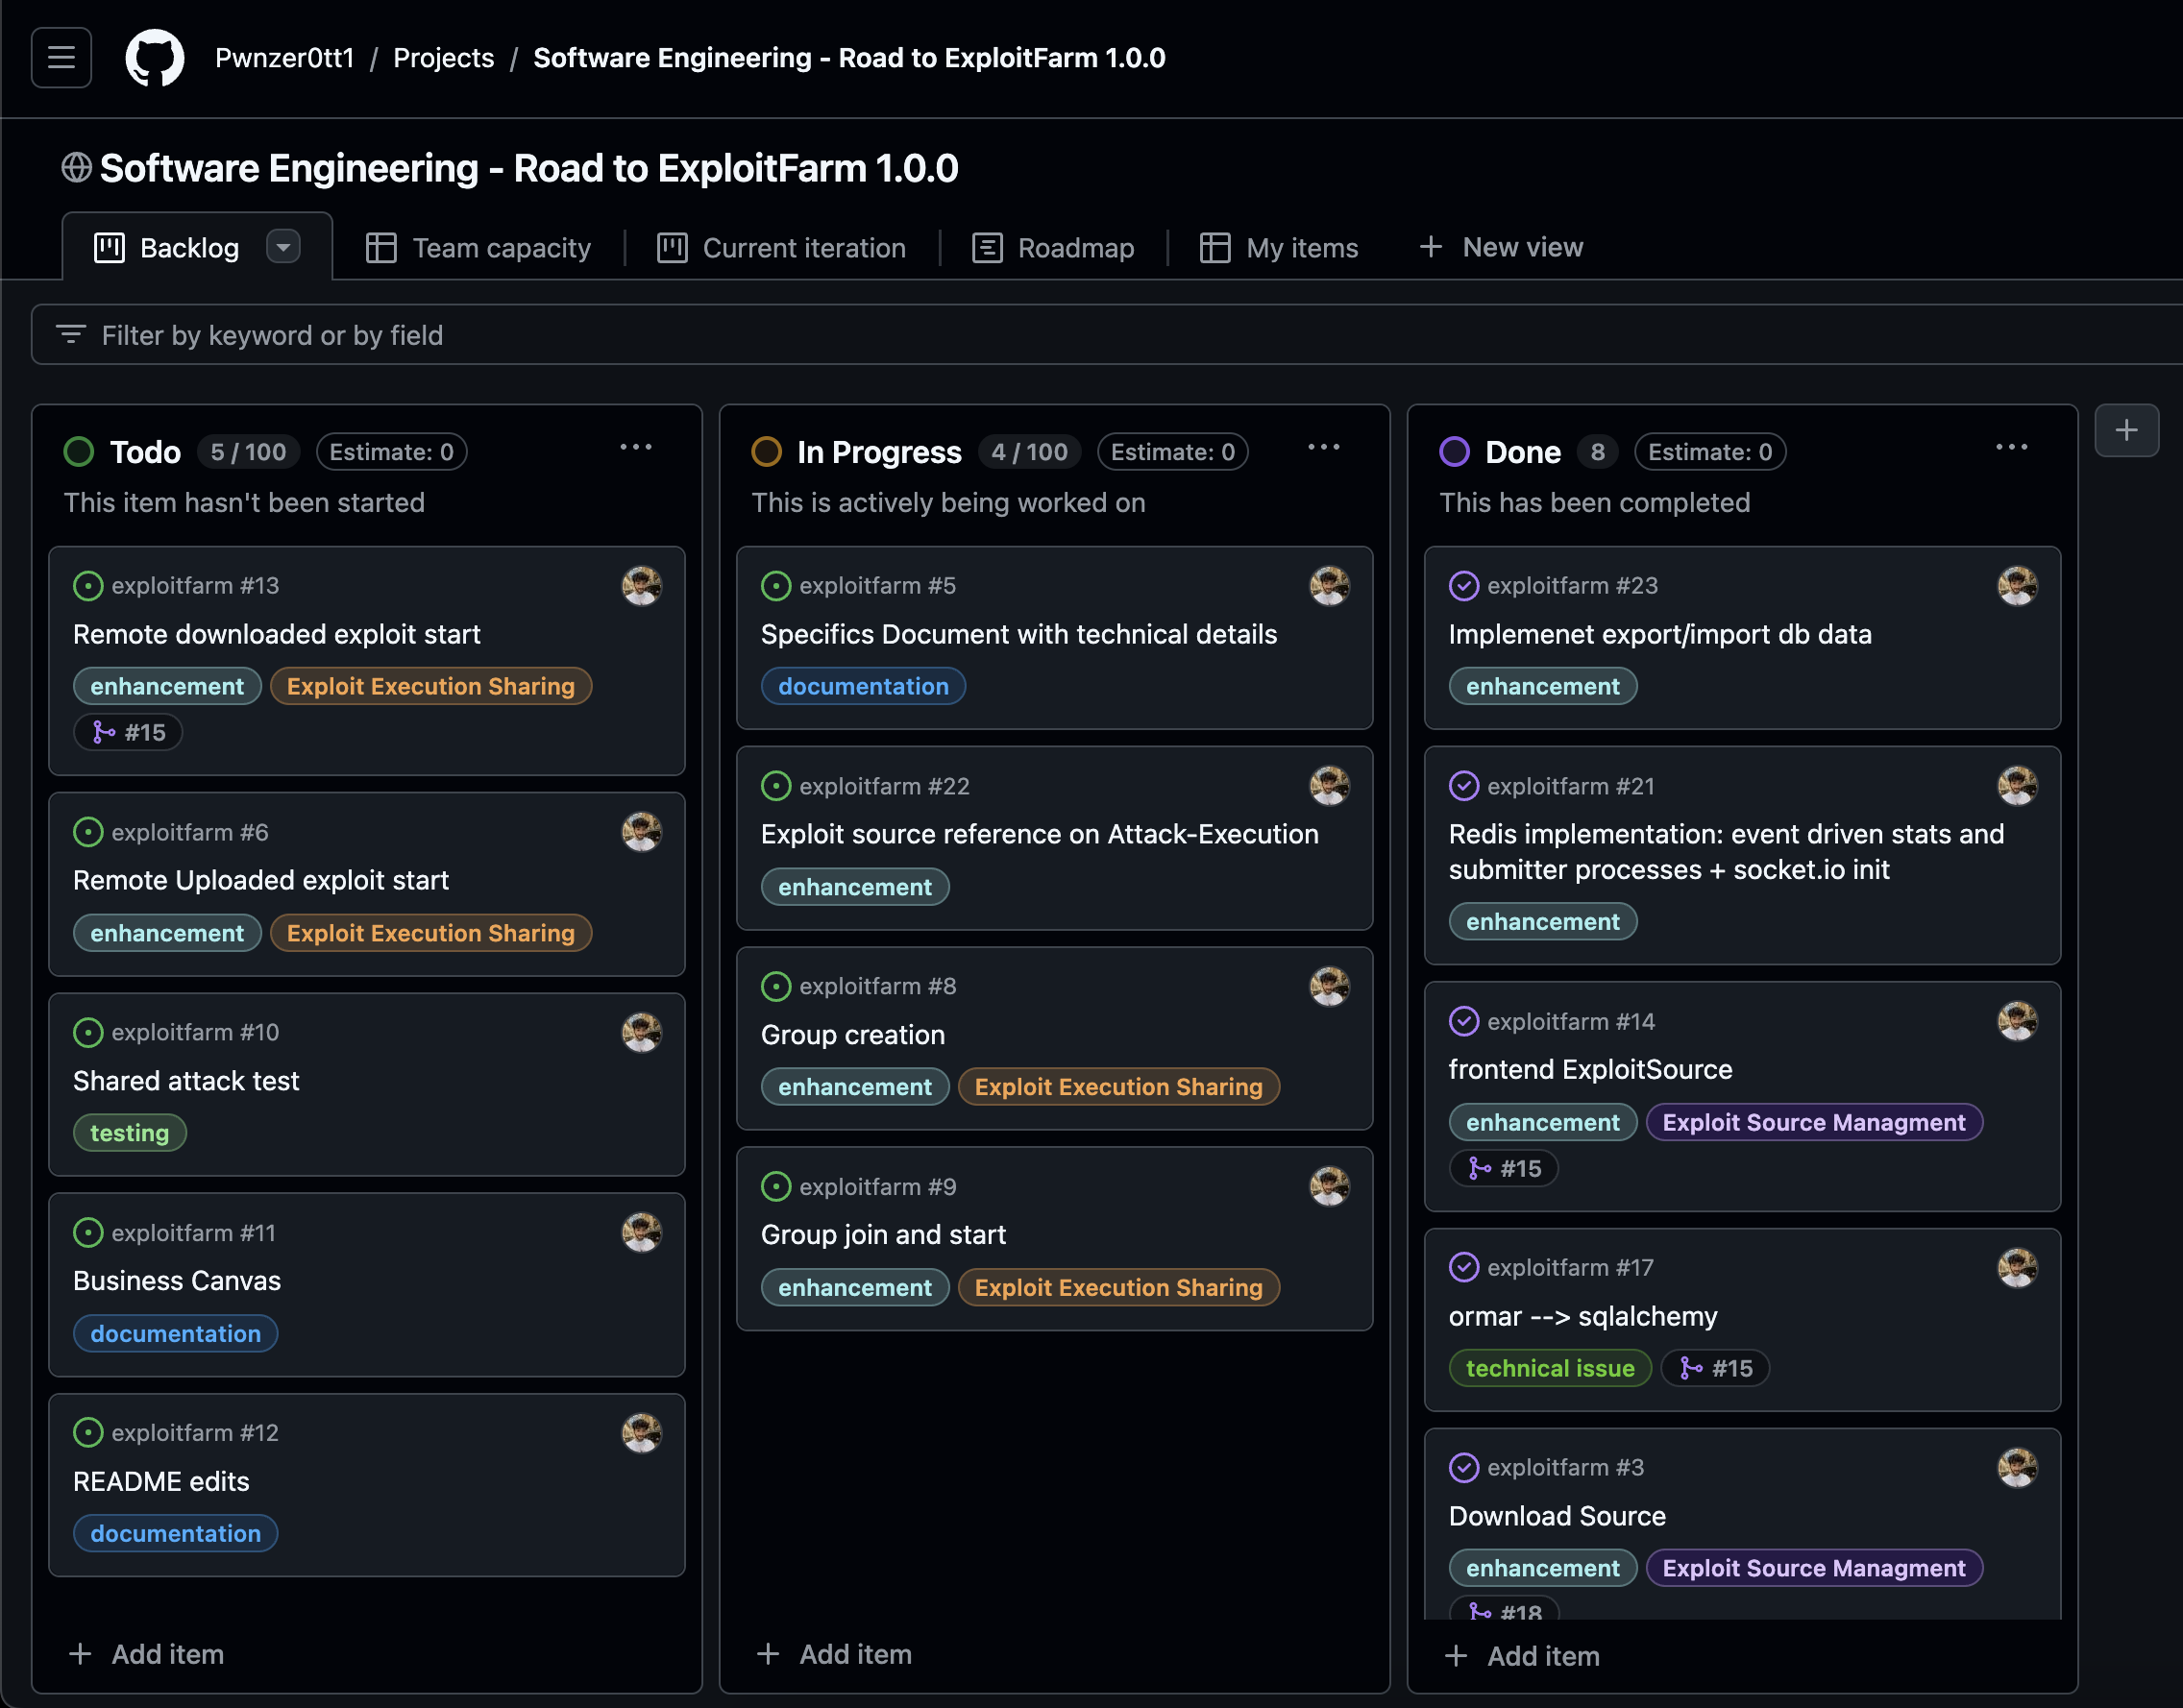 Pwnzer0tt1 / Projects / Software Engineering - Road to ExploitFarm 1.0.0
Software Engineering - Road to ExploitFarm 1.0.0
Backlog
Team capacity
Current iteration
Roadmap
My items
New view
Filter by keyword or by field
Todo 5 / 100 Estimate: 0
This item hasn't been started
exploitfarm #13
Remote downloaded exploit start
enhancement Exploit Execution Sharing
#15
exploitfarm #6
Remote Uploaded exploit start
enhancement Exploit Execution Sharing
exploitfarm #10
Shared attack test
testing
exploitfarm #11
Business Canvas
documentation
exploitfarm #12
README edits
documentation
Add item
In Progress 4 / 100 Estimate: 0
This is actively being worked on
exploitfarm #5
Specifics Document with technical details
documentation
exploitfarm #22
Exploit source reference on Attack-Execution
enhancement
exploitfarm #8
Group creation
enhancement Exploit Execution Sharing
exploitfarm #9
Group join and start
enhancement Exploit Execution Sharing
Add item
Done 8 Estimate: 0
This has been completed
exploitfarm #23
Implemenet export/import db data
enhancement
exploitfarm #21
Redis implementation: event driven stats and
submitter processes + socket.io init
enhancement
exploitfarm #14
frontend ExploitSource
enhancement Exploit Source Managment
#15
exploitfarm #17
ormar --> sqlalchemy
technical issue #15
exploitfarm #3
Download Source
enhancement Exploit Source Managment
#18
Add item